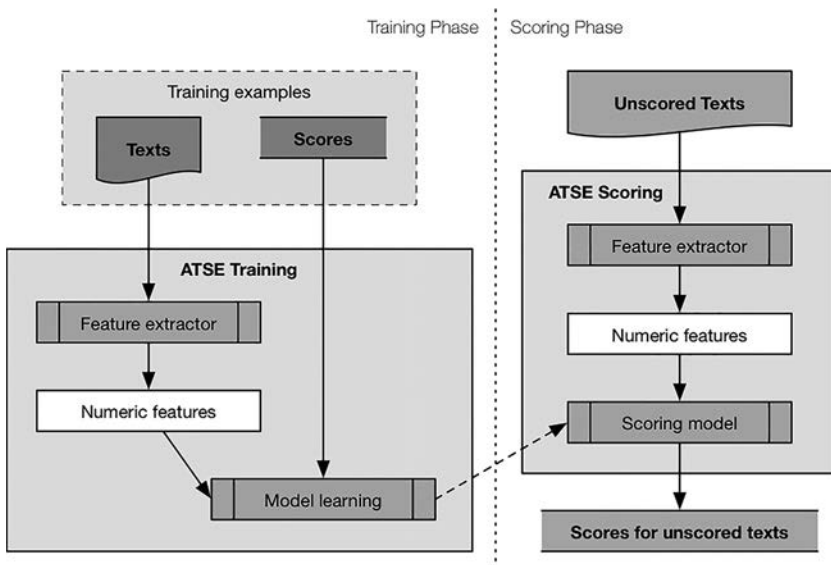 Training Phase
Scoring Phase
Training examples
Texts
Scores
ATSE Training
Feature extractor
Numeric features
Model learning
Unscored Texts
ATSE Scoring
Feature extractor
Numeric features
Scoring model
Scores for unscored texts